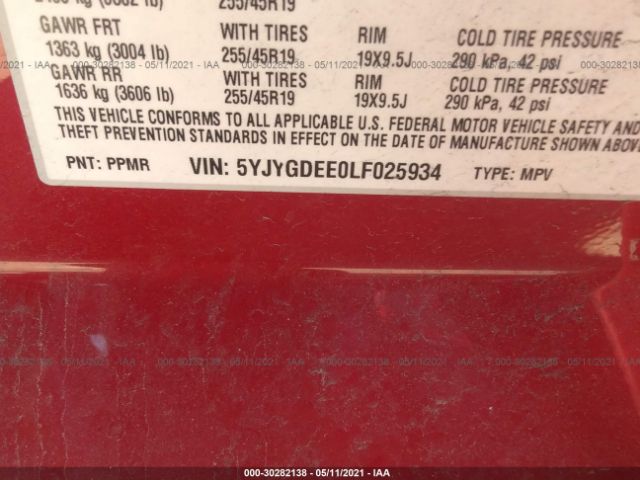 255/45R19
GAWR FRT WITH TIRES RIM COLD TIRE PRESSURE
1363 kg (3004 lb) 255/45R19 19X9.5J 290 kPa, 42 psi
GAWR RR WITH TIRES RIM COLD TIRE PRESSURE
1636 kg (3606 lb) 255/45R19 19X9.5J 290 kPa, 42 psi
THIS VEHICLE CONFORMS TO ALL APPLICABLE U.S. FEDERAL MOTOR VEHICLE SAFETY AND
THEFT PREVENTION STANDARDS IN EFFECT ON THE DATE OF MANUFACTURE SHOWN ABOVE
PNT: PPMR VIN: 5YJYGDEE0LF025934 TYPE: MPV
000-30282138 - 05/11/2021 - IAA